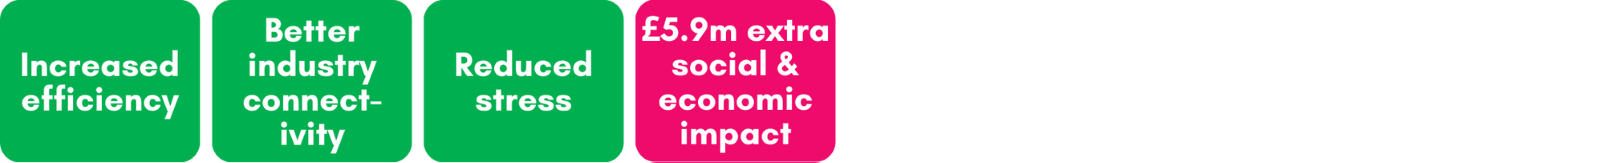 Increased
efficiency
Better
industry
connect-
ivity
Reduced
stress
£5.9m extra
social &
economic
impact